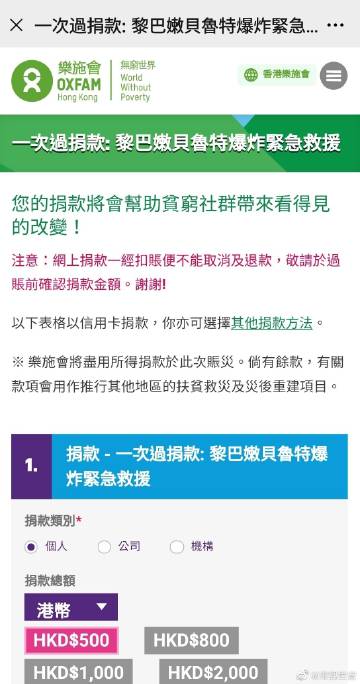 一次過捐款: 黎巴嫩貝魯特爆炸緊急...
樂施會
OXFAM
Hong Kong
無窮世界
World
Without
Poverty
香港樂施會
一次過捐款: 黎巴嫩貝魯特爆炸緊急救援
您的捐款將會幫助貧窮社群帶來看得見
的改變！
注意：網上捐款一經扣賬便不能取消及退款，敬請於過
賬前確認捐款金額。謝謝!
以下表格以信用卡捐款，你亦可選擇其他捐款方法。
※ 樂施會將盡用所得捐款於此次賑災。倘有餘款，有關
款項會用作推行其他地區的扶貧救災及災後重建項目。
1.
捐款 - 一次過捐款: 黎巴嫩貝魯特爆
炸緊急救援
捐款類別*
個人 公司 機構
捐款總額
港幣
HKD$500 HKD$800
HKD$1,000 HKD$2,000